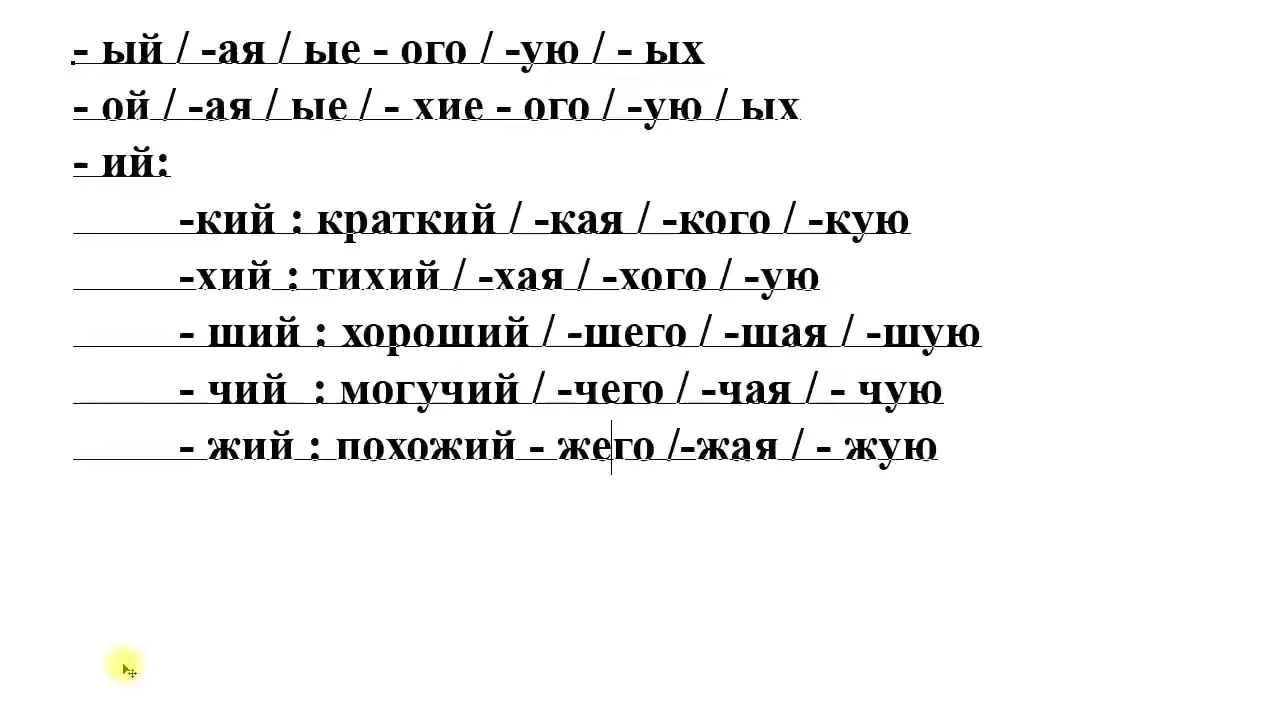 - ый / -ая / ые - ого / -ую / - ых
- ой / -ая / ые / - хие - ого / -ую / ых
- ий:
-кий : краткий / -кая / -кого / -кую
-хий : тихий / -хая / -хого / -ую
- ший : хороший / -шего / -шая / -шую
- чий : могучий / -чего / -чая / - чую
- жий : похожий - жего /-жая / - жую